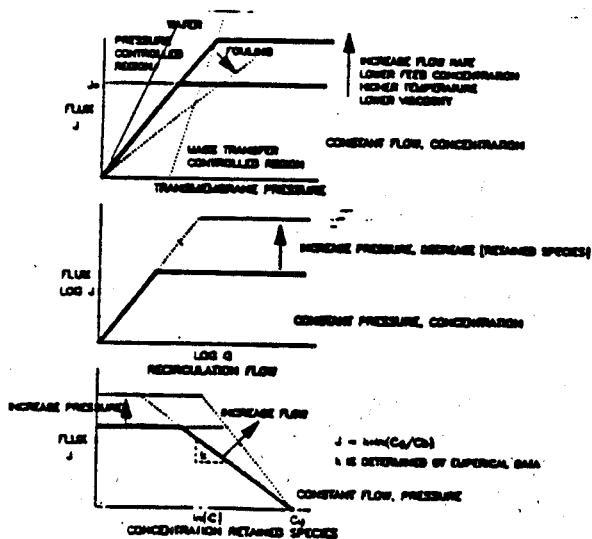 WATER
PRESSURE
CONTROLLED
REGION
FOULING
J₀
FLUX
J
INCREASE FLOW RATE
LOWER FEED CONCENTRATION
HIGHER TEMPERATURE
LOWER VISCOSITY
MASS TRANSFER
CONTROLLED REGION
CONSTANT FLOW, CONCENTRATION
TRANSMEMBRANE PRESSURE
FLUX
LOG J
INCREASE PRESSURE, DECREASE [RETAINED SPECIES]
CONSTANT PRESSURE, CONCENTRATION
LOG Q
RECIRCULATION FLOW
INCREASE PRESSURE
INCREASE FLOW
FLUX
J
k
J = k*ln(Cg/Cb)
k IS DETERMINED BY EMPERICAL DATA
CONSTANT FLOW, PRESSURE
ln[C]
Cg
CONCENTRATION RETAINED SPECIES